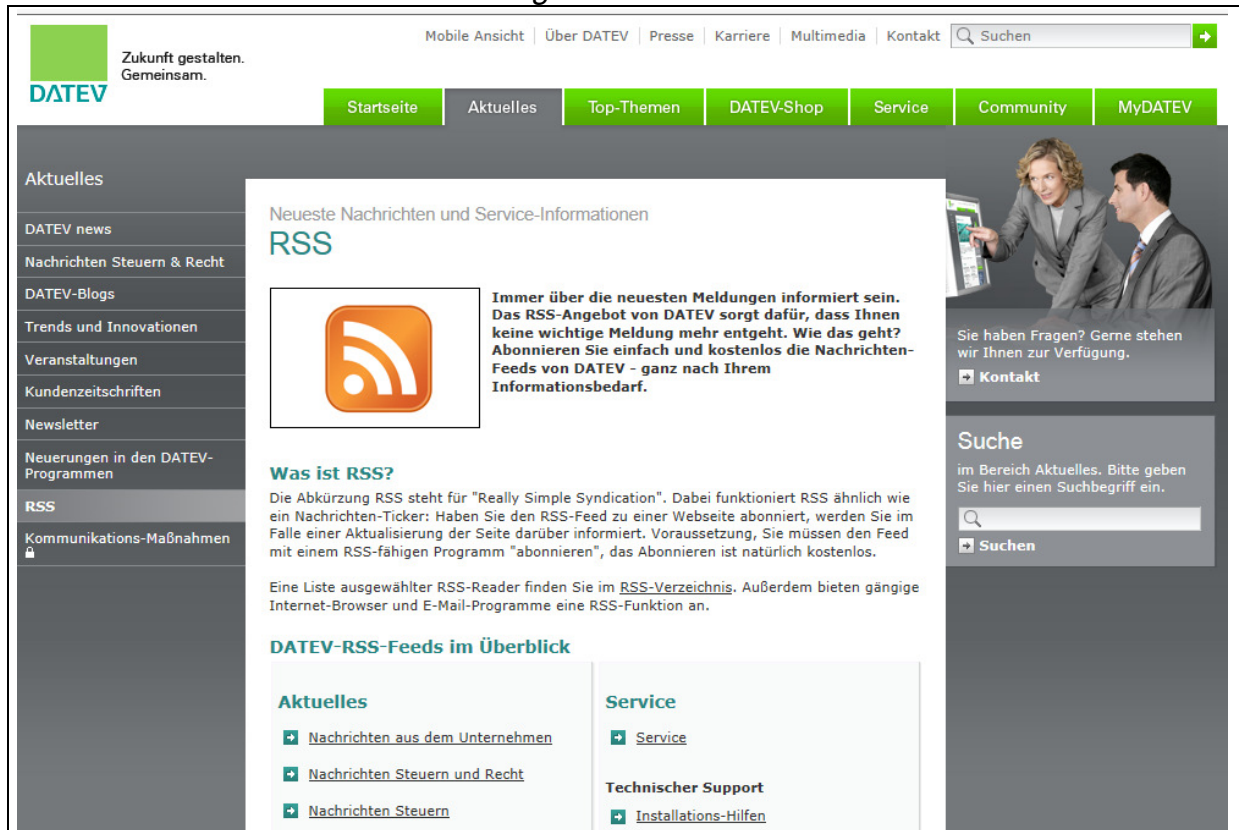 Zukunft gestalten.
Gemeinsam.
DATEV
Mobile Ansicht Über DATEV Presse Karriere Multimedia Kontakt Suchen
Startseite Aktuelles Top-Themen DATEV-Shop Service Community MyDATEV
Aktuelles
DATEV news
Nachrichten Steuern & Recht
DATEV-Blogs
Trends und Innovationen
Veranstaltungen
Kundenzeitschriften
Newsletter
Neuerungen in den DATEV-
Programmen
RSS
Kommunikations-Maßnahmen
Neueste Nachrichten und Service-Informationen
RSS
Immer über die neuesten Meldungen informiert sein.
Das RSS-Angebot von DATEV sorgt dafür, dass Ihnen
keine wichtige Meldung mehr entgeht. Wie das geht?
Abonnieren Sie einfach und kostenlos die Nachrichten-
Feeds von DATEV - ganz nach Ihrem
Informationsbedarf.
Was ist RSS?
Die Abkürzung RSS steht für "Really Simple Syndication". Dabei funktioniert RSS ähnlich wie
ein Nachrichten-Ticker: Haben Sie den RSS-Feed zu einer Webseite abonniert, werden Sie im
Falle einer Aktualisierung der Seite darüber informiert. Voraussetzung, Sie müssen den Feed
mit einem RSS-fähigen Programm "abonnieren", das Abonnieren ist natürlich kostenlos.
Eine Liste ausgewählter RSS-Reader finden Sie im RSS-Verzeichnis. Außerdem bieten gängige
Internet-Browser und E-Mail-Programme eine RSS-Funktion an.
DATEV-RSS-Feeds im Überblick
Aktuelles
Nachrichten aus dem Unternehmen
Nachrichten Steuern und Recht
Nachrichten Steuern
Service
Service
Technischer Support
Installations-Hilfen
Sie haben Fragen? Gerne stehen
wir Ihnen zur Verfügung.
Kontakt
Suche
im Bereich Aktuelles. Bitte geben
Sie hier einen Suchbegriff ein.
Suchen